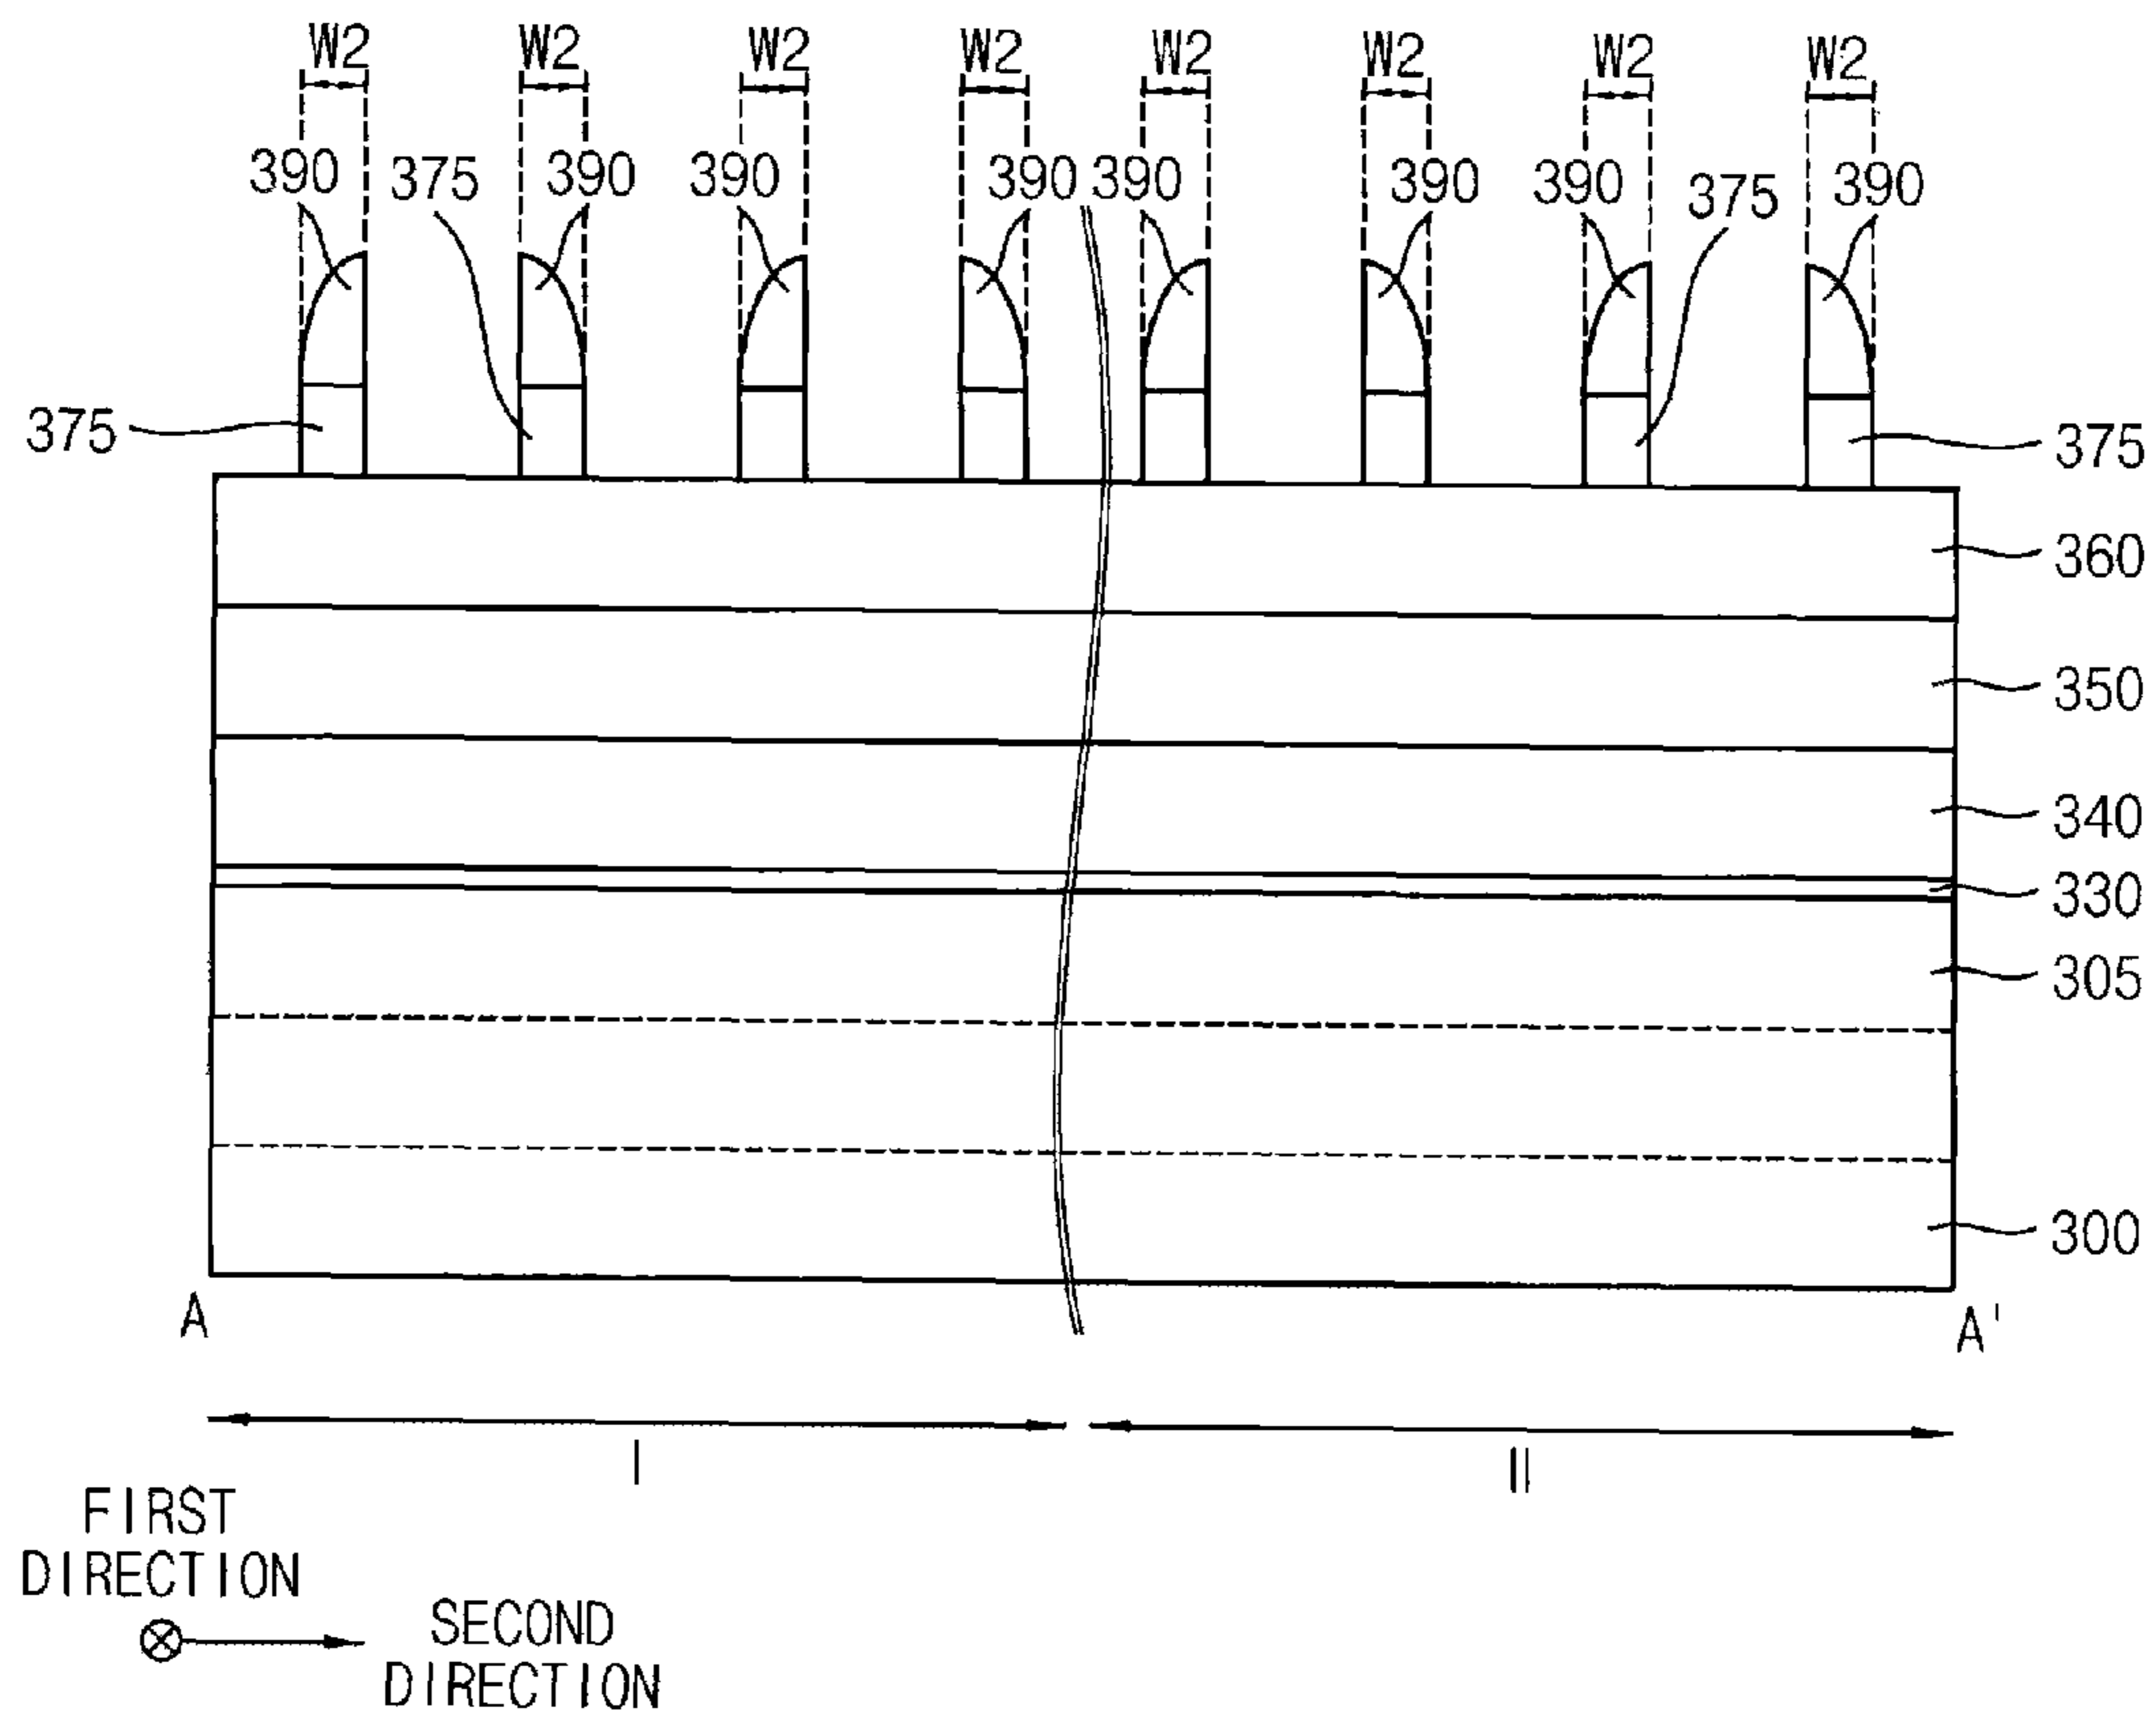 W2 W2 W2 W2 W2 W2 W2 W2
390 375 390 390 390 390 390 390 375 390
375 375
360
350
340
330
305
300
A A'
I II
FIRST
DIRECTION
SECOND
DIRECTION